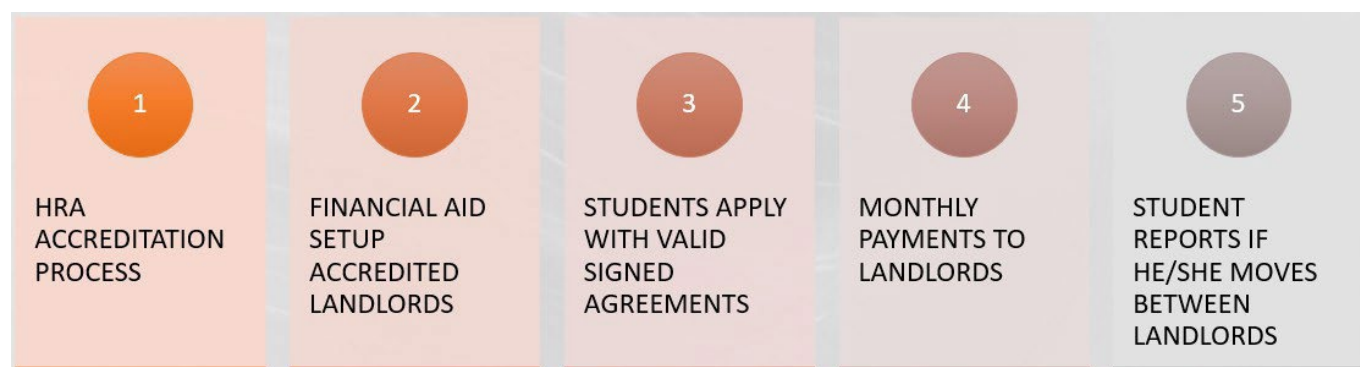 1
HRA
ACCREDITATION
PROCESS
2
FINANCIAL AID
SETUP
ACCREDITED
LANDLORDS
3
STUDENTS APPLY
WITH VALID
SIGNED
AGREEMENTS
4
MONTHLY
PAYMENTS TO
LANDLORDS
5
STUDENT
REPORTS IF
HE/SHE MOVES
BETWEEN
LANDLORDS